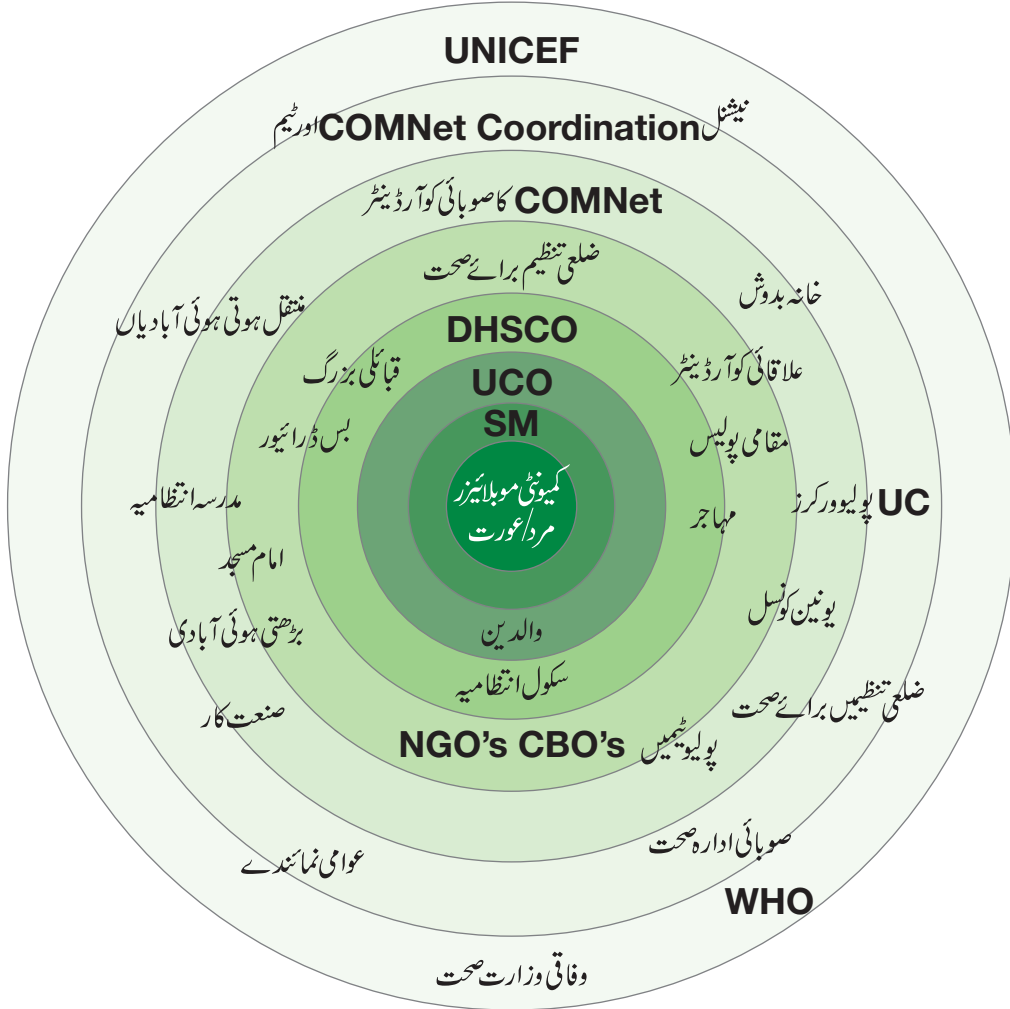 UNICEF
نیشنل COMNet Coordination اور ٹیم
COMNet کا صوبائی کوآرڈینٹر
ضلعی تنظیم برائے صحت
خانہ بدوش
منتقل ہوتی ہوئی آبادیاں
DHSCO
قبائلی بزرگ
علاقائی کوآرڈینٹر
UCO
SM
بس ڈرائیور
مقامی پولیس
کمیونٹی موبلائیزر
مرد/عورت
مدرسہ انتظامیہ
UC پولیو ورکرز
مہاجر
امام مسجد
یونین کونسل
بڑھتی ہوئی آبادی
والدین
سکول انتظامیہ
ضلعی تنظیمیں برائے صحت
صنعت کار
NGO’s CBO’s
پولیو ٹیمیں
صوبائی ادارہ صحت
عوامی نمائندے
WHO
وفاقی وزارت صحت